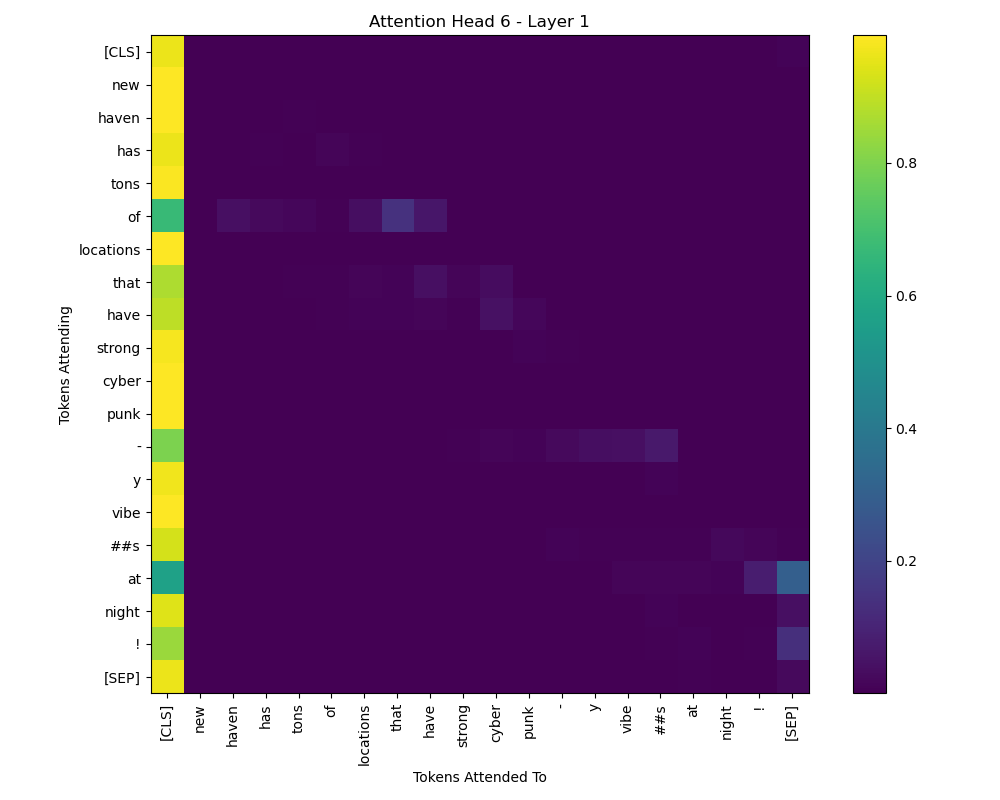 Attention Head 6 - Layer 1
[CLS]
new
haven
has
tons
of
locations
that
have
strong
cyber
punk
-
y
vibe
##s
at
night
!
[SEP]
Tokens Attending
[CLS]
new
haven
has
tons
of
locations
that
have
strong
cyber
punk
-
y
vibe
##s
at
night
!
[SEP]
Tokens Attended To
0.8
0.6
0.4
0.2